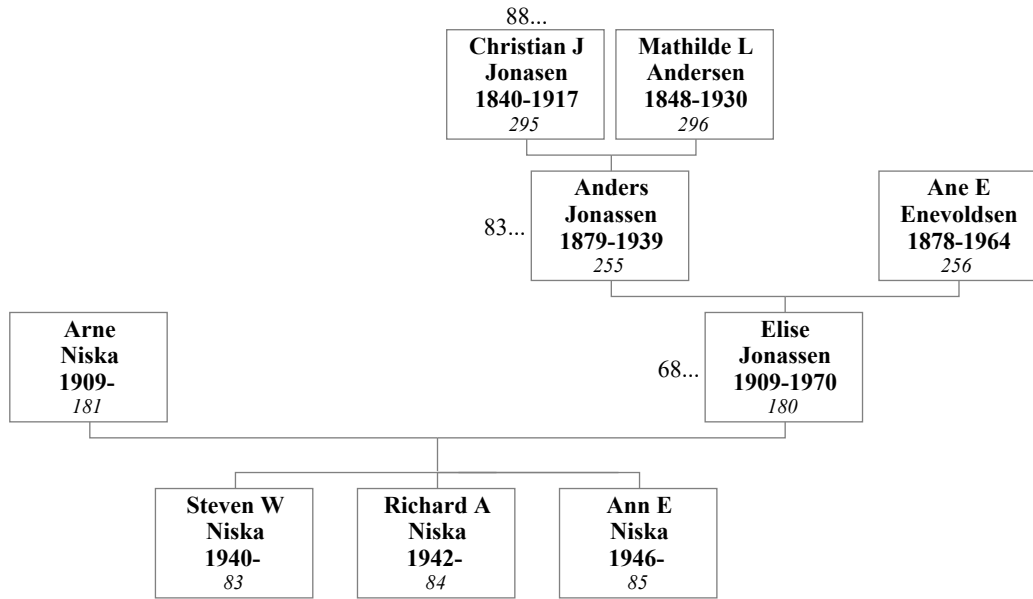 88...
Christian J
Jonasen
1840-1917
295
Mathilde L
Andersen
1848-1930
296
83...
Anders
Jonassen
1879-1939
255
Ane E
Enevoldsen
1878-1964
256
Arne
Niska
1909-
181
68...
Elise
Jonassen
1909-1970
180
Steven W
Niska
1940-
83
Richard A
Niska
1942-
84
Ann E
Niska
1946-
85